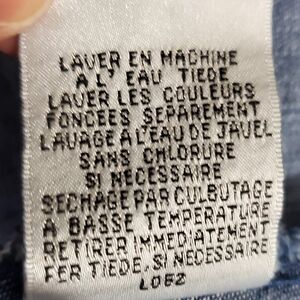 LAVER EN MACHINE
A L'EAU TIEDE
LAVER LES COULEURS
FONCEES SEPAREMENT
LAVAGE A L'EAU DE JAVEL
SANS CHLORURE
SI NECESSAIRE
SECHAGE PAR CULBUTAGE
A BASSE TEMPERATURE
RETIRER IMMEDIATEMENT
FER TIEDE, SI NECESSAIRE
LO52